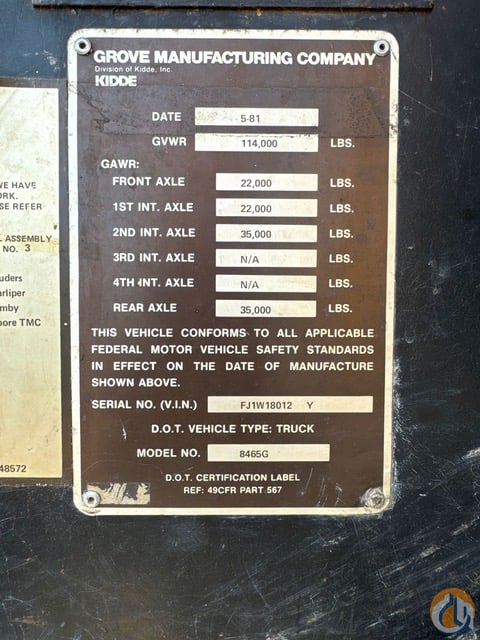 GROVE MANUFACTURING COMPANY
Division of Kidde, Inc.
KIDDE
DATE 5-81
GVWR 114,000 LBS.
GAWR:
FRONT AXLE 22,000 LBS.
1ST INT. AXLE 22,000 LBS.
2ND INT. AXLE 35,000 LBS.
3RD INT. AXLE N/A LBS.
4TH INT. AXLE N/A LBS.
REAR AXLE 35,000 LBS.
THIS VEHICLE CONFORMS TO ALL APPLICABLE
FEDERAL MOTOR VEHICLE SAFETY STANDARDS
IN EFFECT ON THE DATE OF MANUFACTURE
SHOWN ABOVE.
SERIAL NO. (V.I.N.) FJ1W18012 Y
D.O.T. VEHICLE TYPE: TRUCK
MODEL NO. 8465G
D.O.T. CERTIFICATION LABEL
REF: 49CFR PART 567
WE HAVE
ORK.
SE REFER
ASSEMBLY
NO. 3
uders
rliper
mby
ore TMC
48572